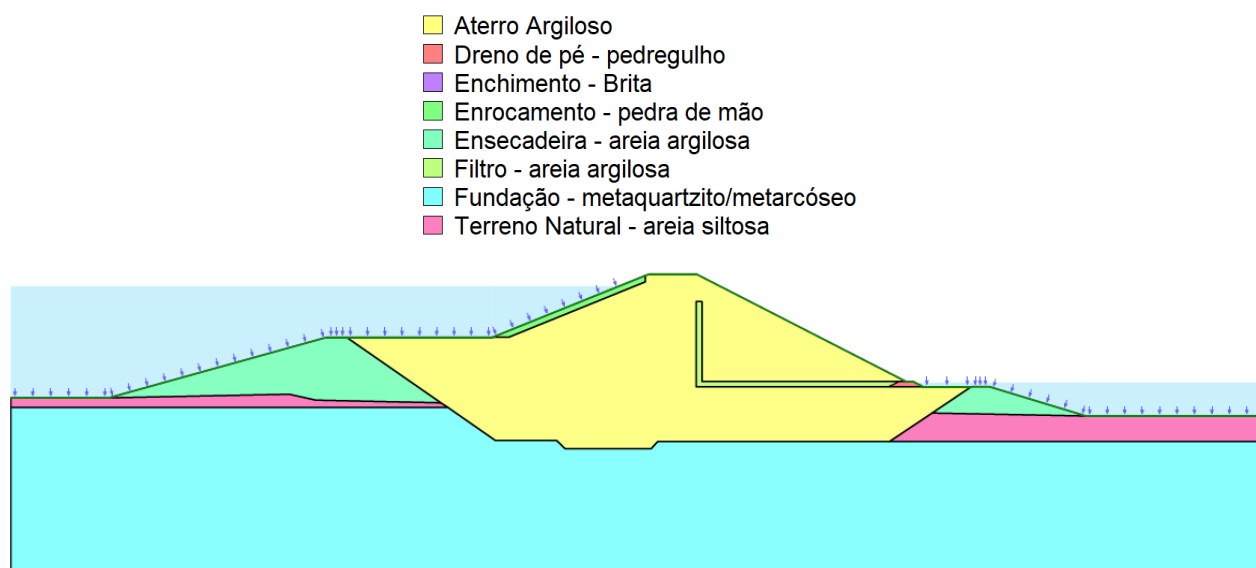 Aterro Argiloso
Dreno de pé - pedregulho
Enchimento - Brita
Enrocamento - pedra de mão
Ensecadeira - areia argilosa
Filtro - areia argilosa
Fundação - metaquartzito/metarcóseo
Terreno Natural - areia siltosa